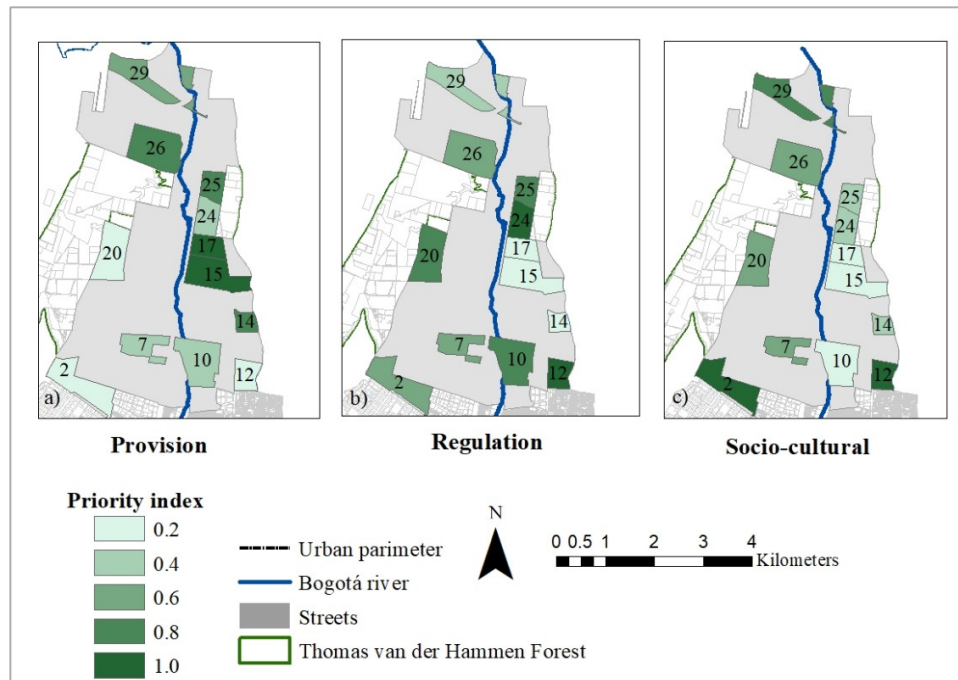 29
26
25
24
20
17
15
14
7
10
2
12
a)
29
26
25
24
20
17
15
14
7
10
2
12
b)
29
26
25
24
20
17
15
14
7
10
2
12
c)
Provision
Regulation
Socio-cultural
Priority index
0.2
0.4
0.6
0.8
1.0
Urban parimeter
Bogotá river
Streets
Thomas van der Hammen Forest
N
0 0.5 1 2 3 4
Kilometers